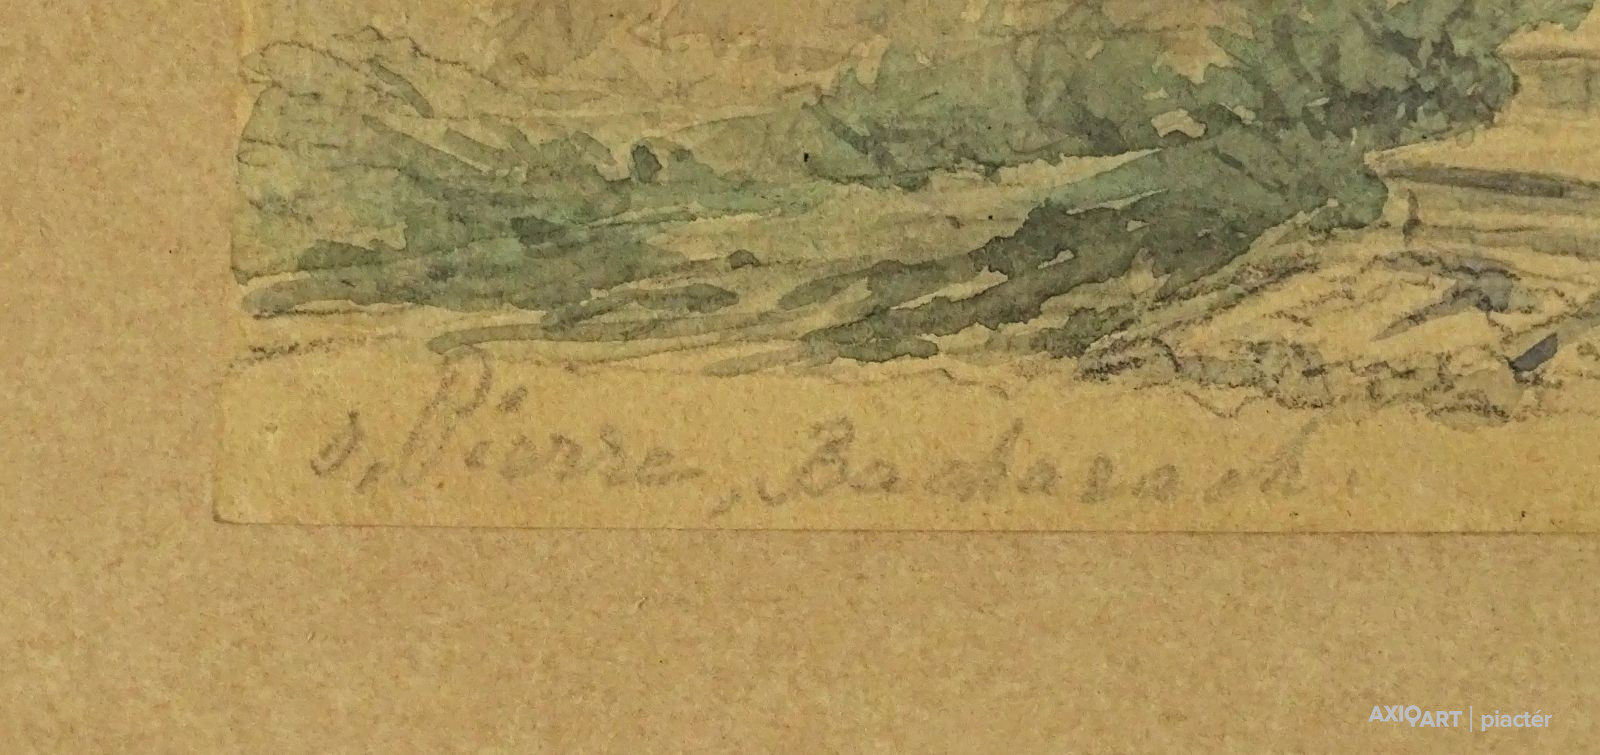 s, Pierre, Bacharach.
AXIOART | piactér